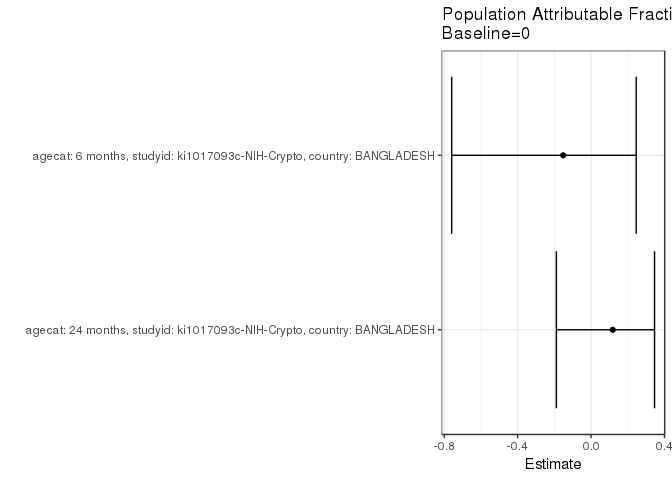 Population Attributable Fracti
Baseline=0
agecat: 6 months, studyid: ki1017093c-NIH-Crypto, country: BANGLADESH
agecat: 24 months, studyid: ki1017093c-NIH-Crypto, country: BANGLADESH
-0.8 -0.4 0.0 0.4
Estimate